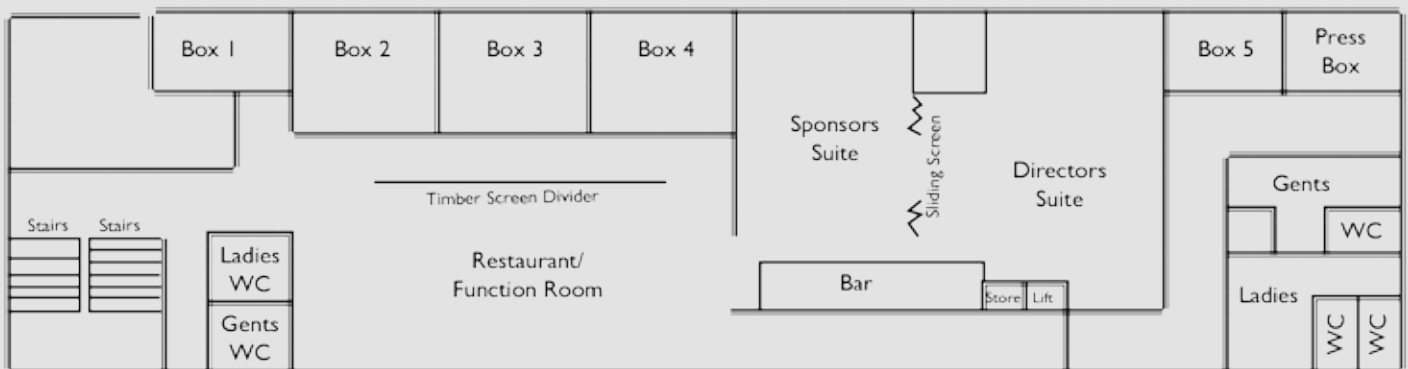 Box 1
Box 2
Box 3
Box 4
Box 5
Press
Box
Sponsors
Suite
Sliding Screen
Directors
Suite
Timber Screen Divider
Gents
WC
Stairs
Stairs
Ladies
WC
Restaurant/
Function Room
Bar
Store
Lift
Ladies
Gents
WC
WC
WC